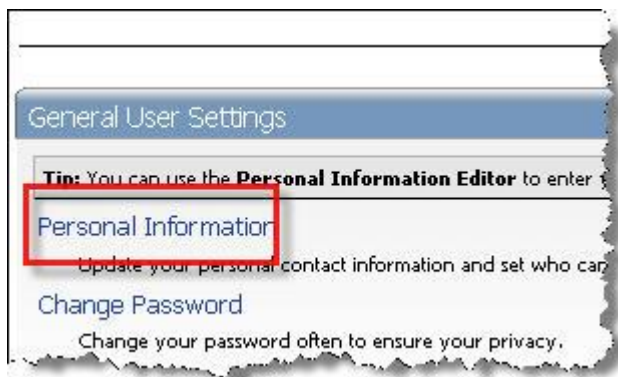 General User Settings
Tip: You can use the Personal Information Editor to enter
Personal Information
Update your personal contact information and set who can
Change Password
Change your password often to ensure your privacy.